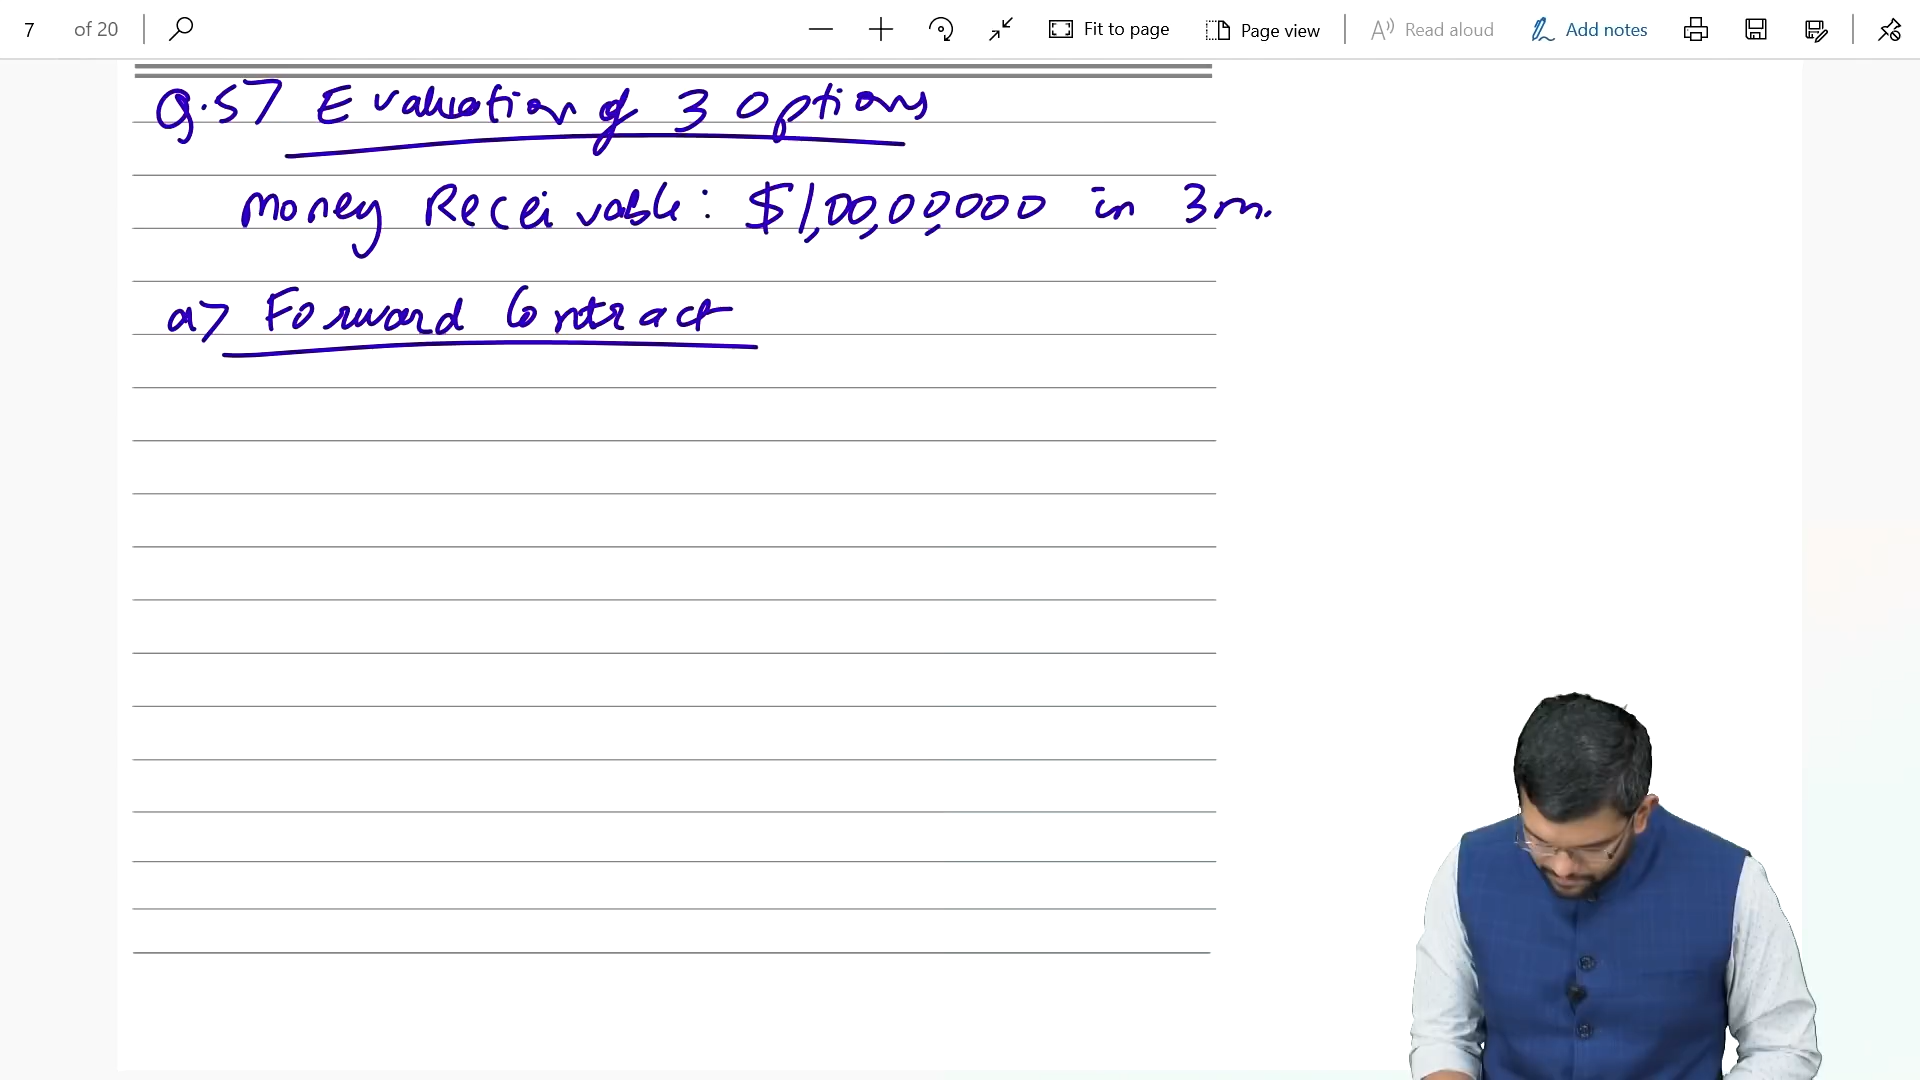 7 of 20 Fit to page Page view Read aloud Add notes
Q.57 Evaluation of 3 options
Money Receivable: $1,00,00,000 in 3m.
a7 Forward Contract